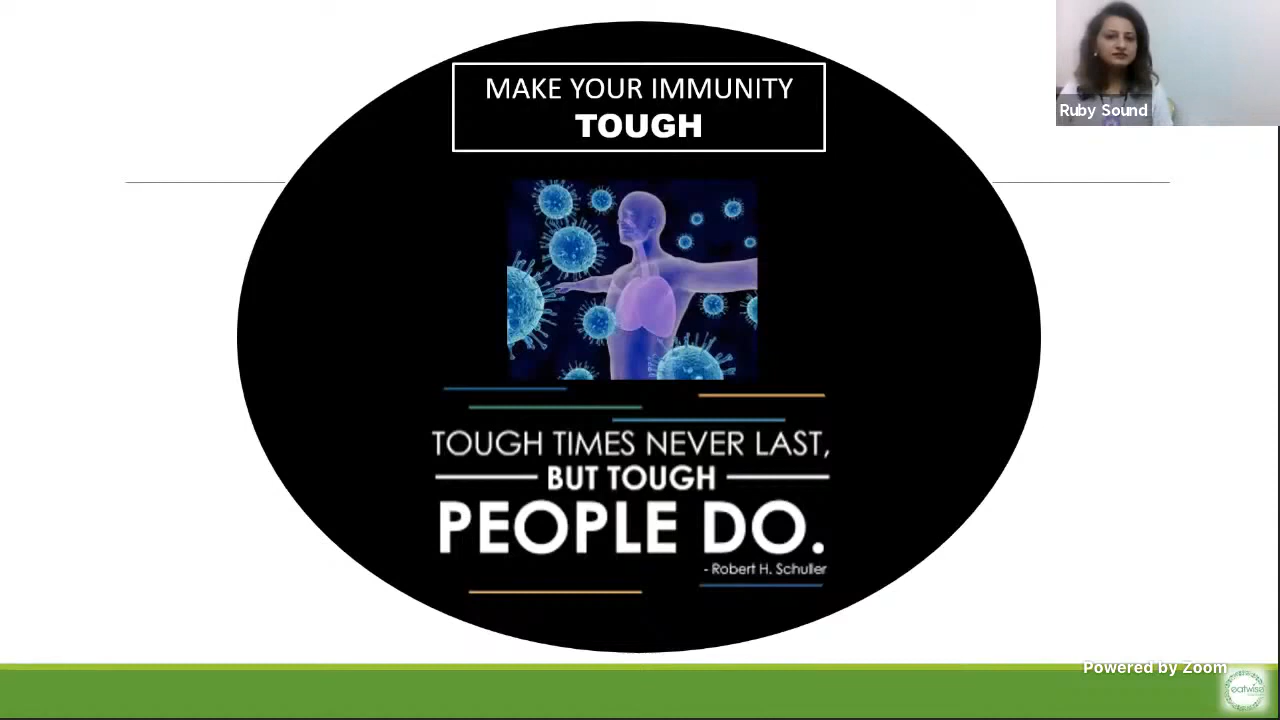 MAKE YOUR IMMUNITY
TOUGH
Ruby Sound
TOUGH TIMES NEVER LAST,
BUT TOUGH
PEOPLE DO.
- Robert H. Schuller
Powered by Zoom
eatwise